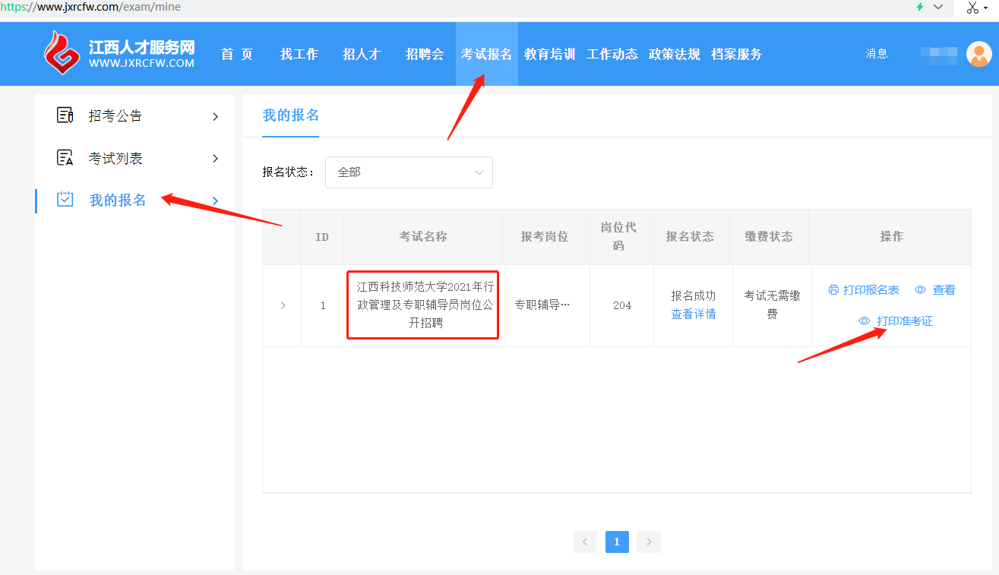 https://www.jxrcfw.com/exam/mine
江西人才服务网
WWW.JXRCFW.COM
首 页 找工作 招人才 招聘会 考试报名 教育培训 工作动态 政策法规 档案服务 消息
招考公告
考试列表
我的报名
我的报名
报名状态： 全部
ID 考试名称 报考岗位 岗位代码 报名状态 缴费状态 操作
1
江西科技师范大学2021年行
政管理及专职辅导员岗位公
开招聘
专职辅导…
204
报名成功
查看详情
考试无需缴
费
打印报名表 查看
打印准考证
1